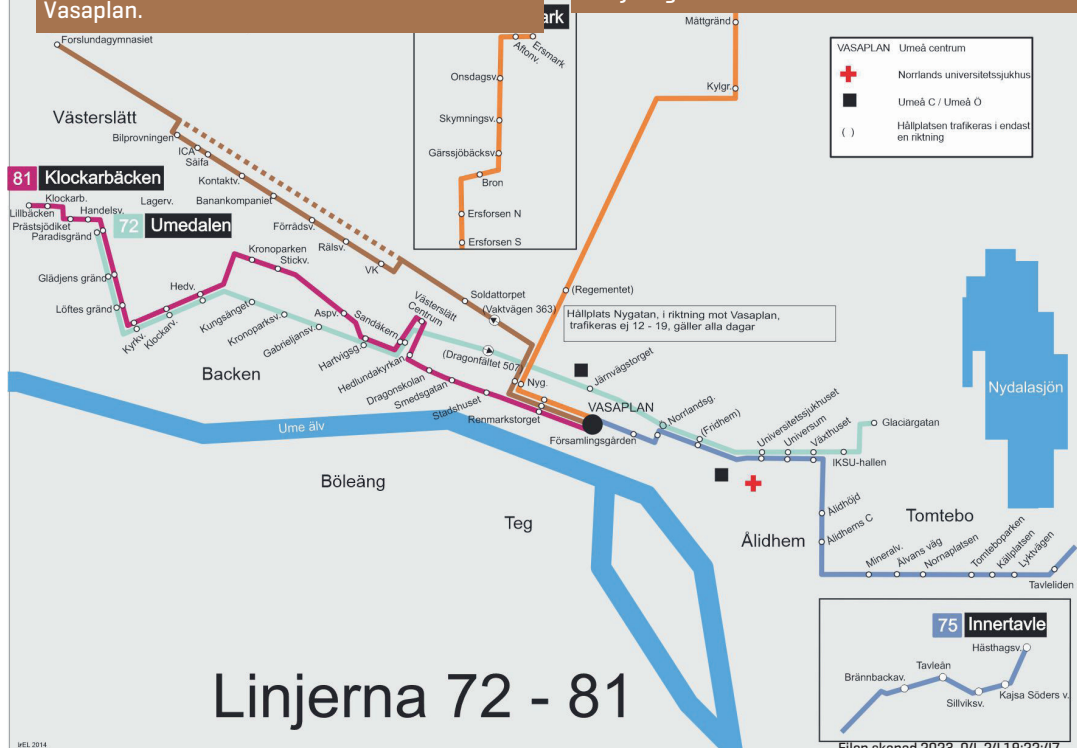 Vasaplan.
ark
Aftonv.
Ersmark
Onsdagsv.
Skymningsv.
Gärssjöbäcksv.
Bron
Ersforsen N
Ersforsen S
Måttgränd
Kylgr.
VASAPLAN Umeå centrum
Norrlands universitetssjukhus
Umeå C / Umeå Ö
( ) Hållplatsen trafikeras i endast
en riktning
Forslundagymnasiet
Västerslätt
Bilprovningen
ICA
Säifa
Kontaktv.
Banankompaniet
Förrådsv.
Rälsv.
VK
Soldattorpet
(Vaktvägen 363)
81 Klockarbäcken
Klockarb.
Lillbäcken
Handelsv.
Lagerv.
Prästsjödiket
Paradisgränd
72 Umedalen
Glädjens gränd
Löftes gränd
Kyrkv.
Klockarv.
Hedv.
Kungsänget
Kronoparken
Stickv.
Kronoparksv.
Gabrieljansv.
Aspv.
Hartvigsg.
Sandåkern
Västerslätt
Centrum
Hedlundakyrkan
Dragonskolan
Smedsgatan
Stadshuset
Renmarkstorget
(Dragonfältet 507)
(Regementet)
Hållplats Nygatan, i riktning mot Vasaplan,
trafikeras ej 12 - 19, gäller alla dagar
Nyg.
Järnvägstorget
VASAPLAN
Församlingsgården
Ö Norrlandsg.
(Fridhem)
Universitetssjukhuset
Universum
Växthuset
IKSU-hallen
Glaciärgatan
Nydalasjön
Backen
Ume älv
Böleäng
Teg
Ålidhem
Ålidhöjd
Ålidhems C
Tomtebo
Mineralv.
Älvans väg
Nornaplatsen
Tomteboparken
Källplatsen
Lyktvägen
Tavleliden
75 Innertavle
Hästhagsv.
Tavleån
Brännbackav.
Sillviksv.
Kajsa Söders v.
Linjerna 72 - 81